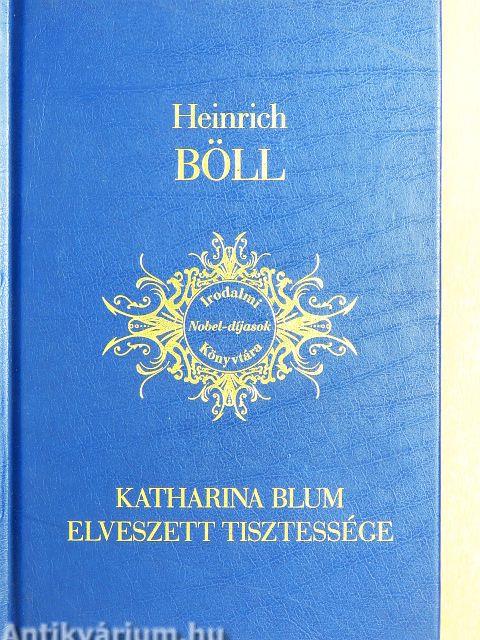 Heinrich
BÖLL
Irodalmi
Nobel-díjasok
Könyvtára
KATHARINA BLUM
ELVESZETT TISZTESSÉGE
Antikvárium.hu